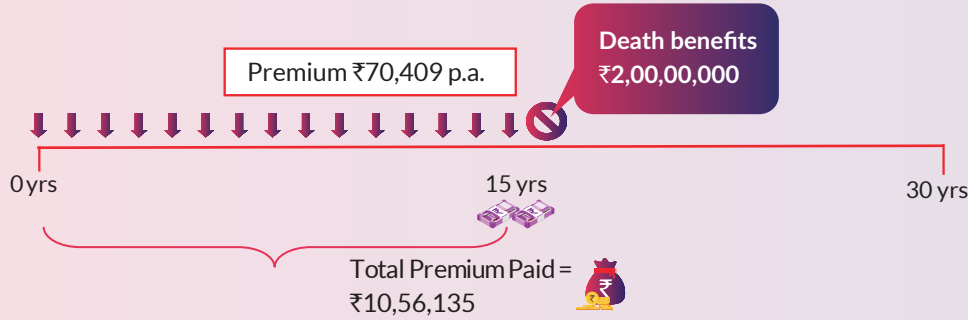 Death benefits
₹2,00,00,000
Premium ₹70,409 p.a.
0 yrs
15 yrs
30 yrs
Total Premium Paid =
₹10,56,135
₹
₹